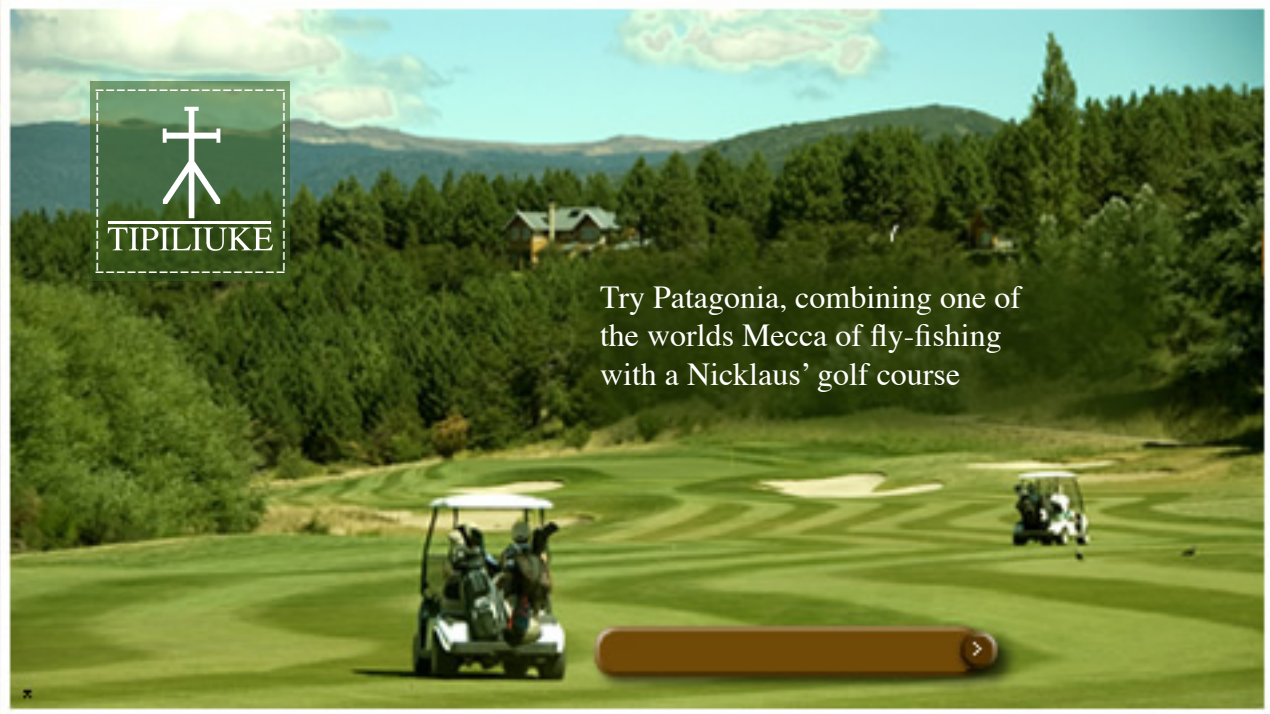 TIPILIUKE
Try Patagonia, combining one of
the worlds Mecca of fly-fishing
with a Nicklaus’ golf course